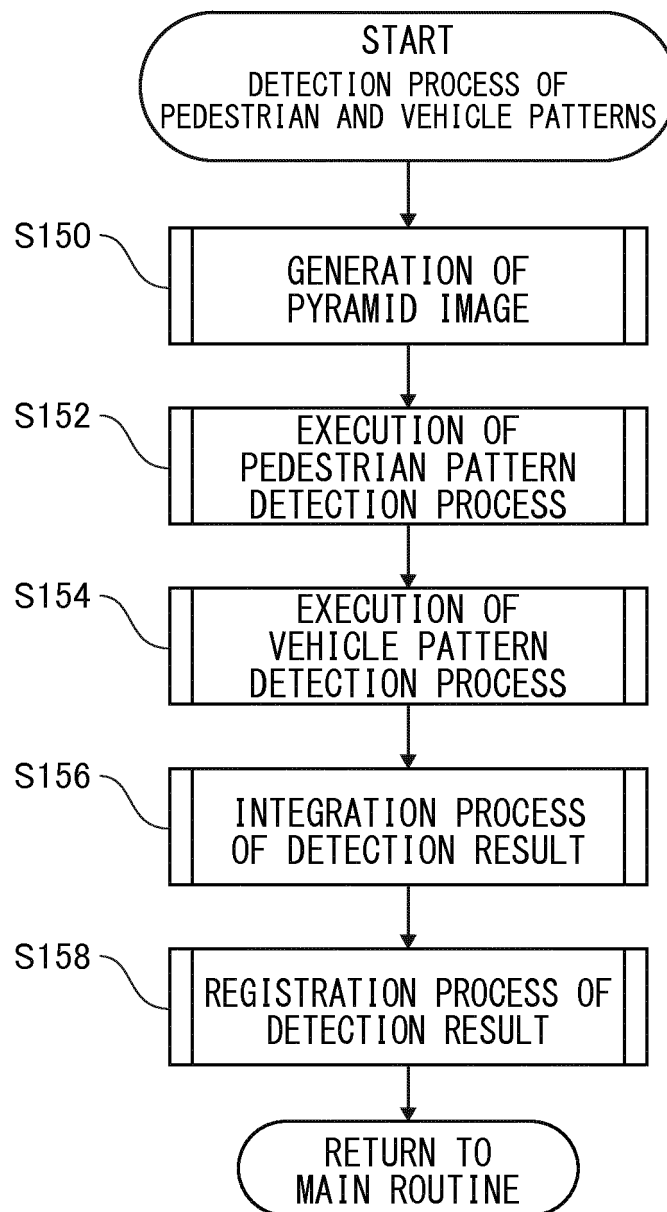 START
DETECTION PROCESS OF
PEDESTRIAN AND VEHICLE PATTERNS
S150
GENERATION OF
PYRAMID IMAGE
S152
EXECUTION OF
PEDESTRIAN PATTERN
DETECTION PROCESS
S154
EXECUTION OF
VEHICLE PATTERN
DETECTION PROCESS
S156
INTEGRATION PROCESS
OF DETECTION RESULT
S158
REGISTRATION PROCESS OF
DETECTION RESULT
RETURN TO
MAIN ROUTINE